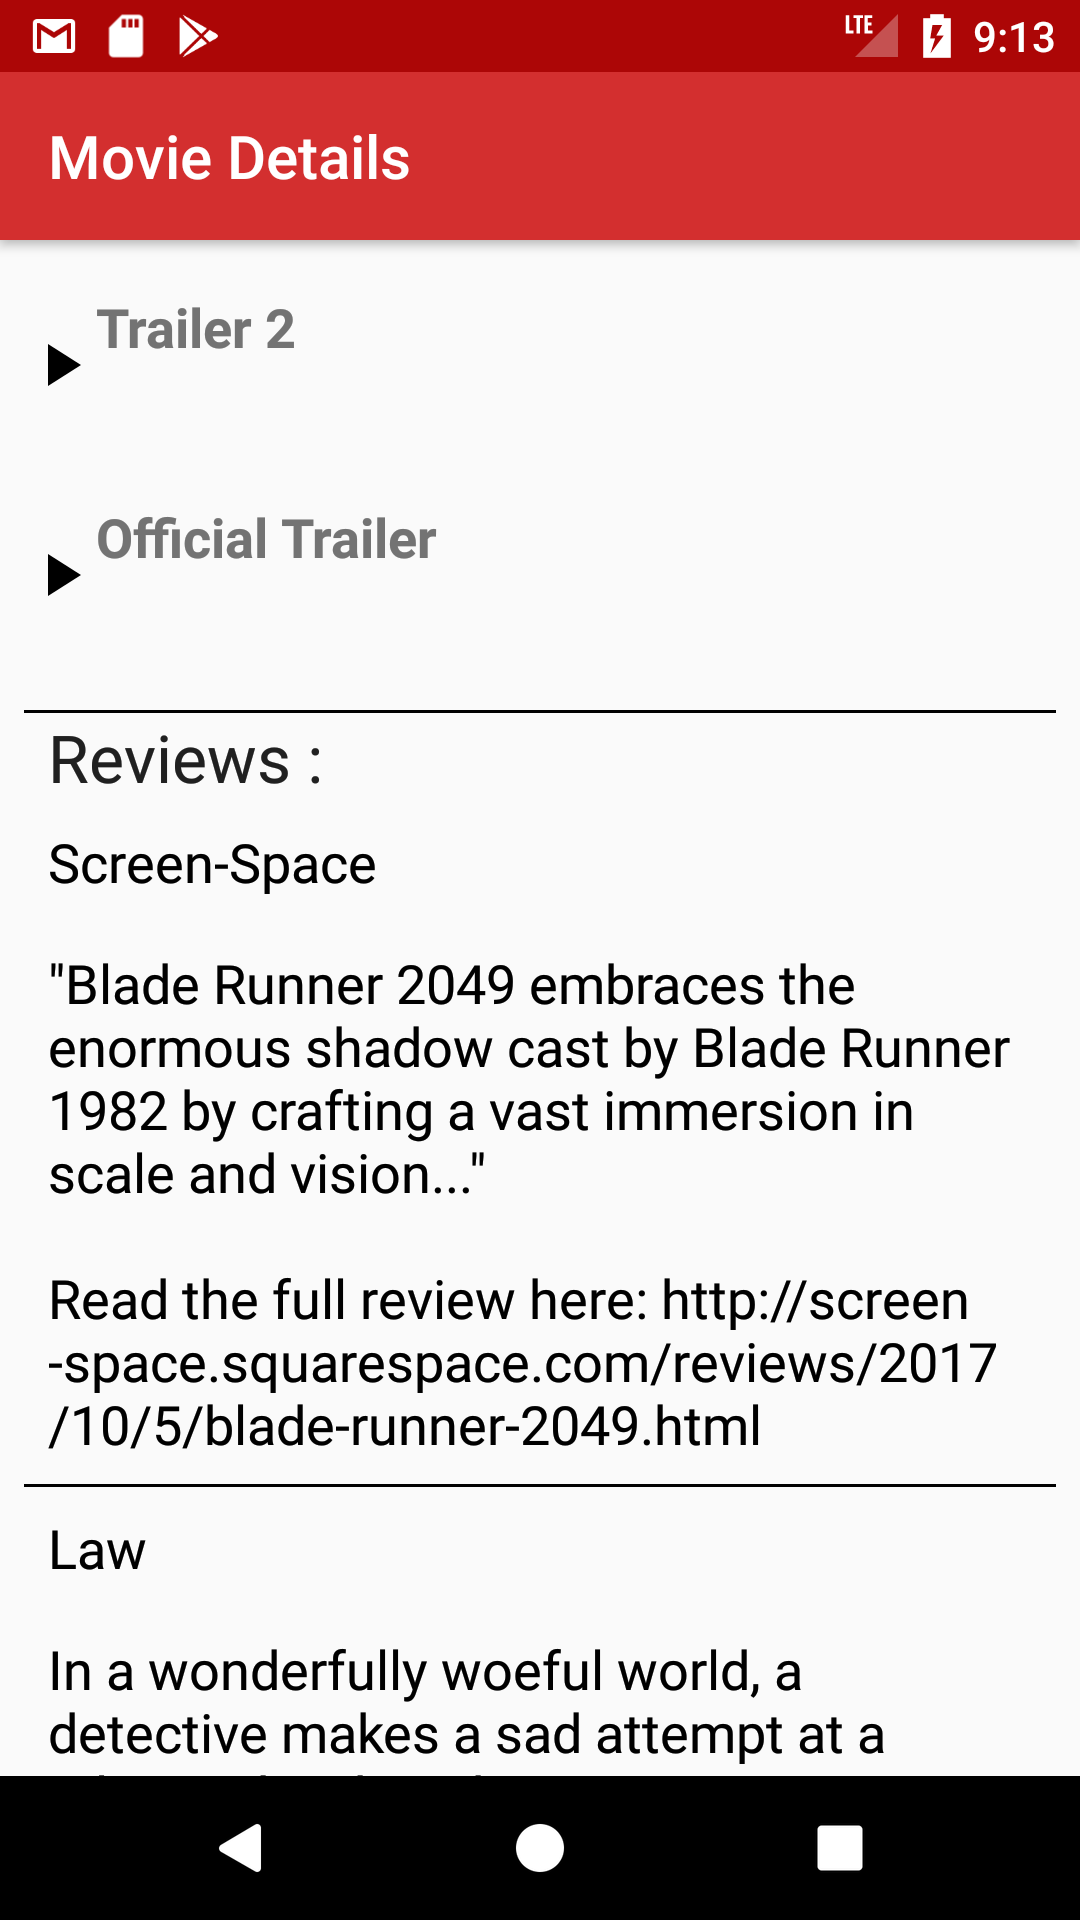 LTE 9:13
Movie Details
Trailer 2
Official Trailer
Reviews :
Screen-Space
"Blade Runner 2049 embraces the
enormous shadow cast by Blade Runner
1982 by crafting a vast immersion in
scale and vision..."
Read the full review here: http://screen
-space.squarespace.com/reviews/2017
/10/5/blade-runner-2049.html
Law
In a wonderfully woeful world, a
detective makes a sad attempt at a